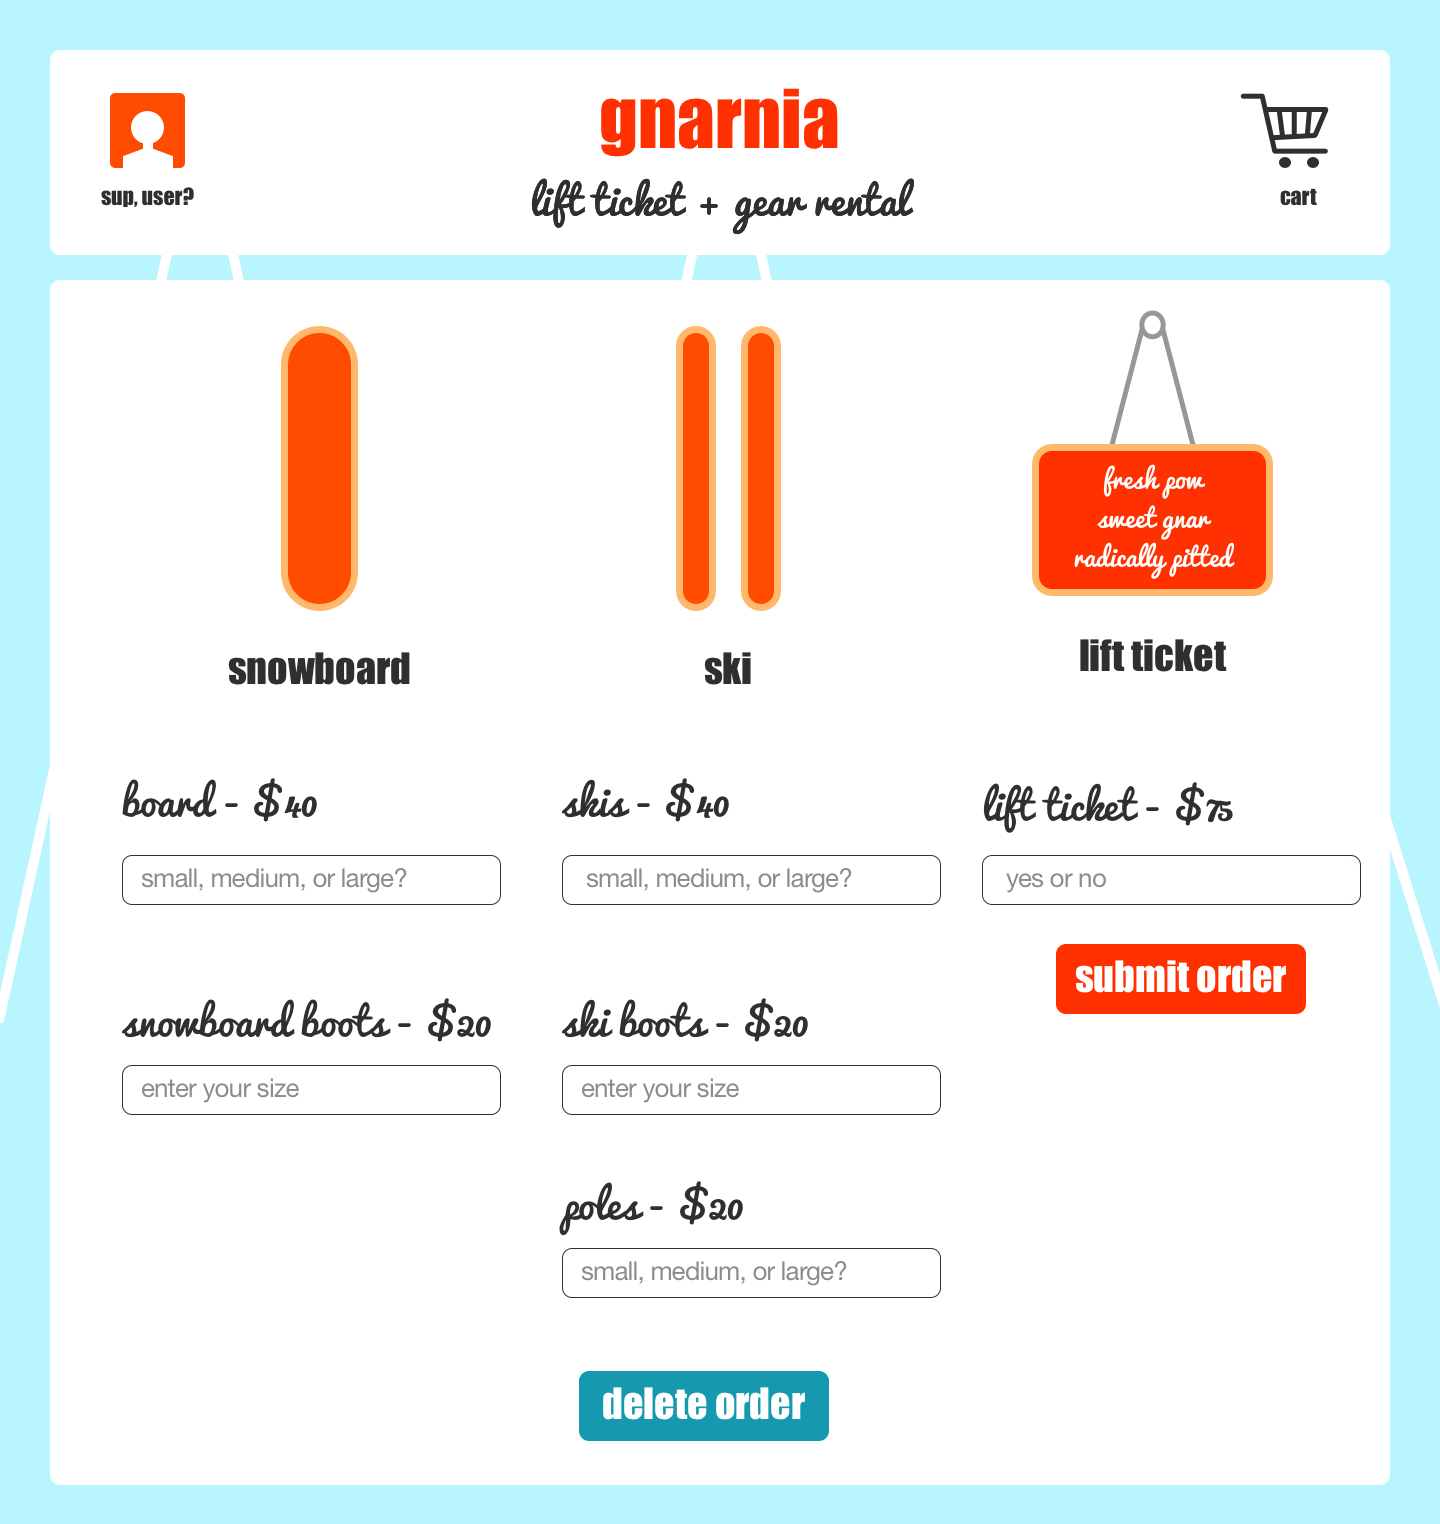 gnarnia
lift ticket + gear rental
sup, user?
cart
fresh pow
sweet gnar
radically pitted
snowboard
ski
lift ticket
board - $40
small, medium, or large?
skis - $40
small, medium, or large?
lift ticket - $75
yes or no
submit order
snowboard boots - $20
enter your size
ski boots - $20
enter your size
poles - $20
small, medium, or large?
delete order